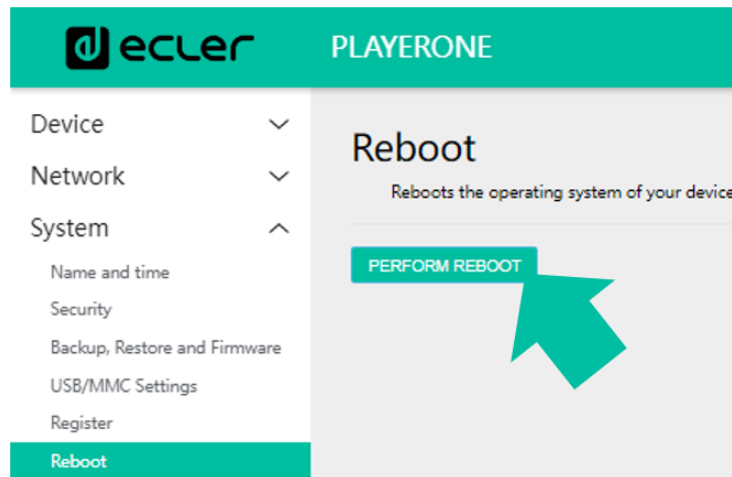 ecler
PLAYERONE
Device
Network
System
Name and time
Security
Backup, Restore and Firmware
USB/MMC Settings
Register
Reboot
Reboot
Reboots the operating system of your device
PERFORM REBOOT